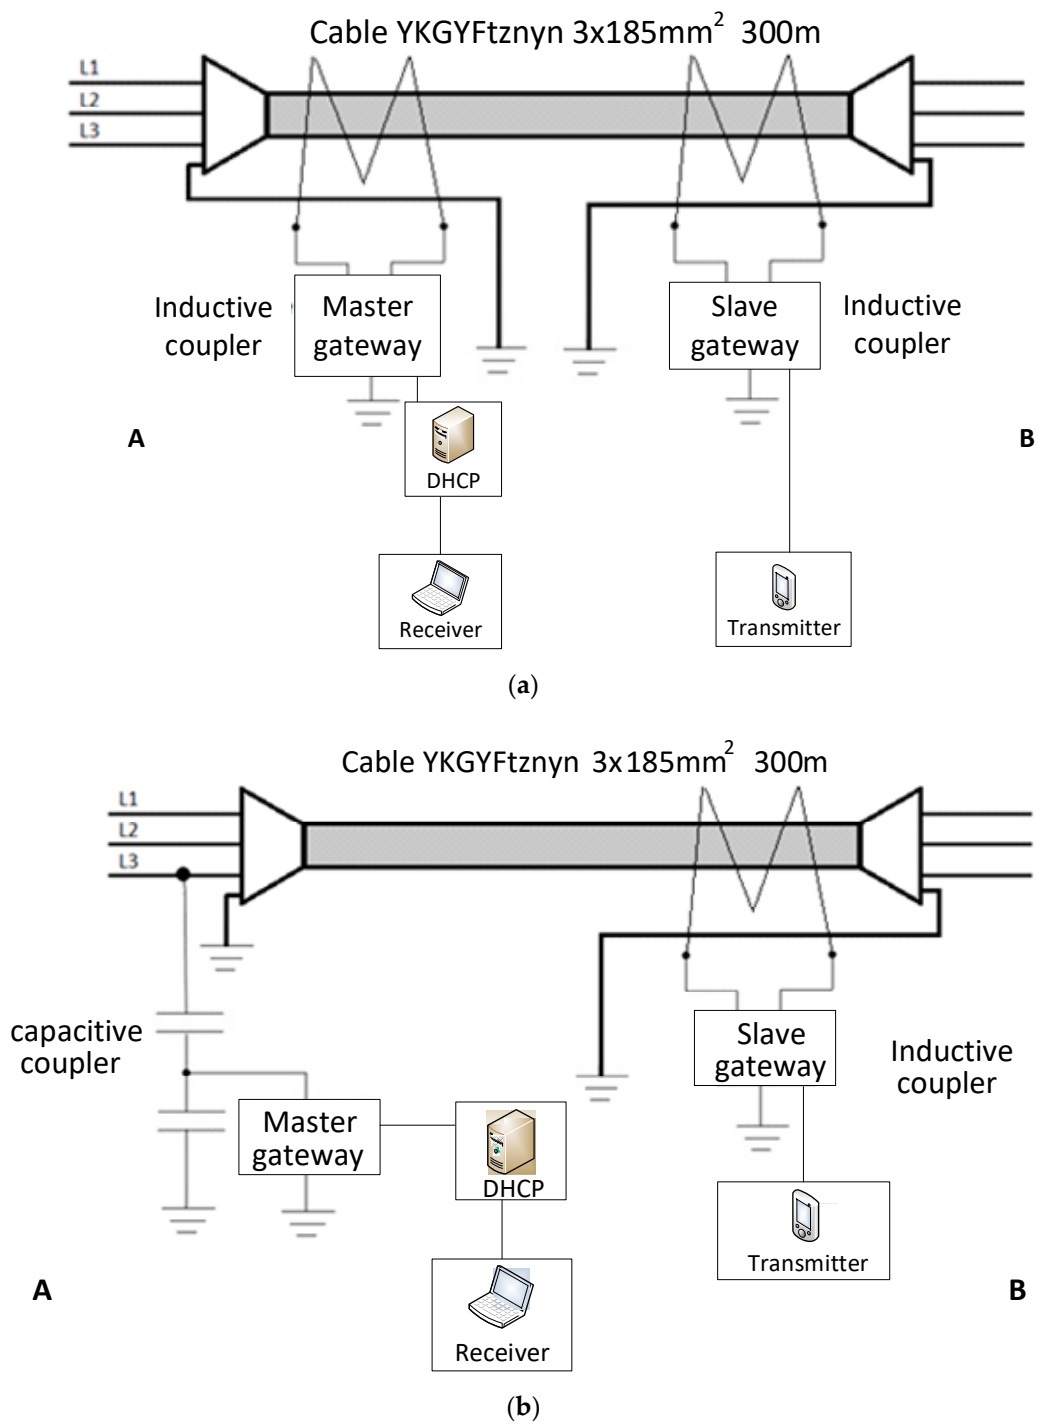 Cable YKGYFtznyn 3x185mm² 300m
L1
L2
L3
Inductive
coupler
Master
gateway
Slave
gateway
Inductive
coupler
A
B
DHCP
Receiver
Transmitter
(a)
Cable YKGYFtznyn 3x185mm² 300m
L1
L2
L3
capacitive
coupler
Master
gateway
DHCP
Slave
gateway
Inductive
coupler
Transmitter
A
B
Receiver
(b)